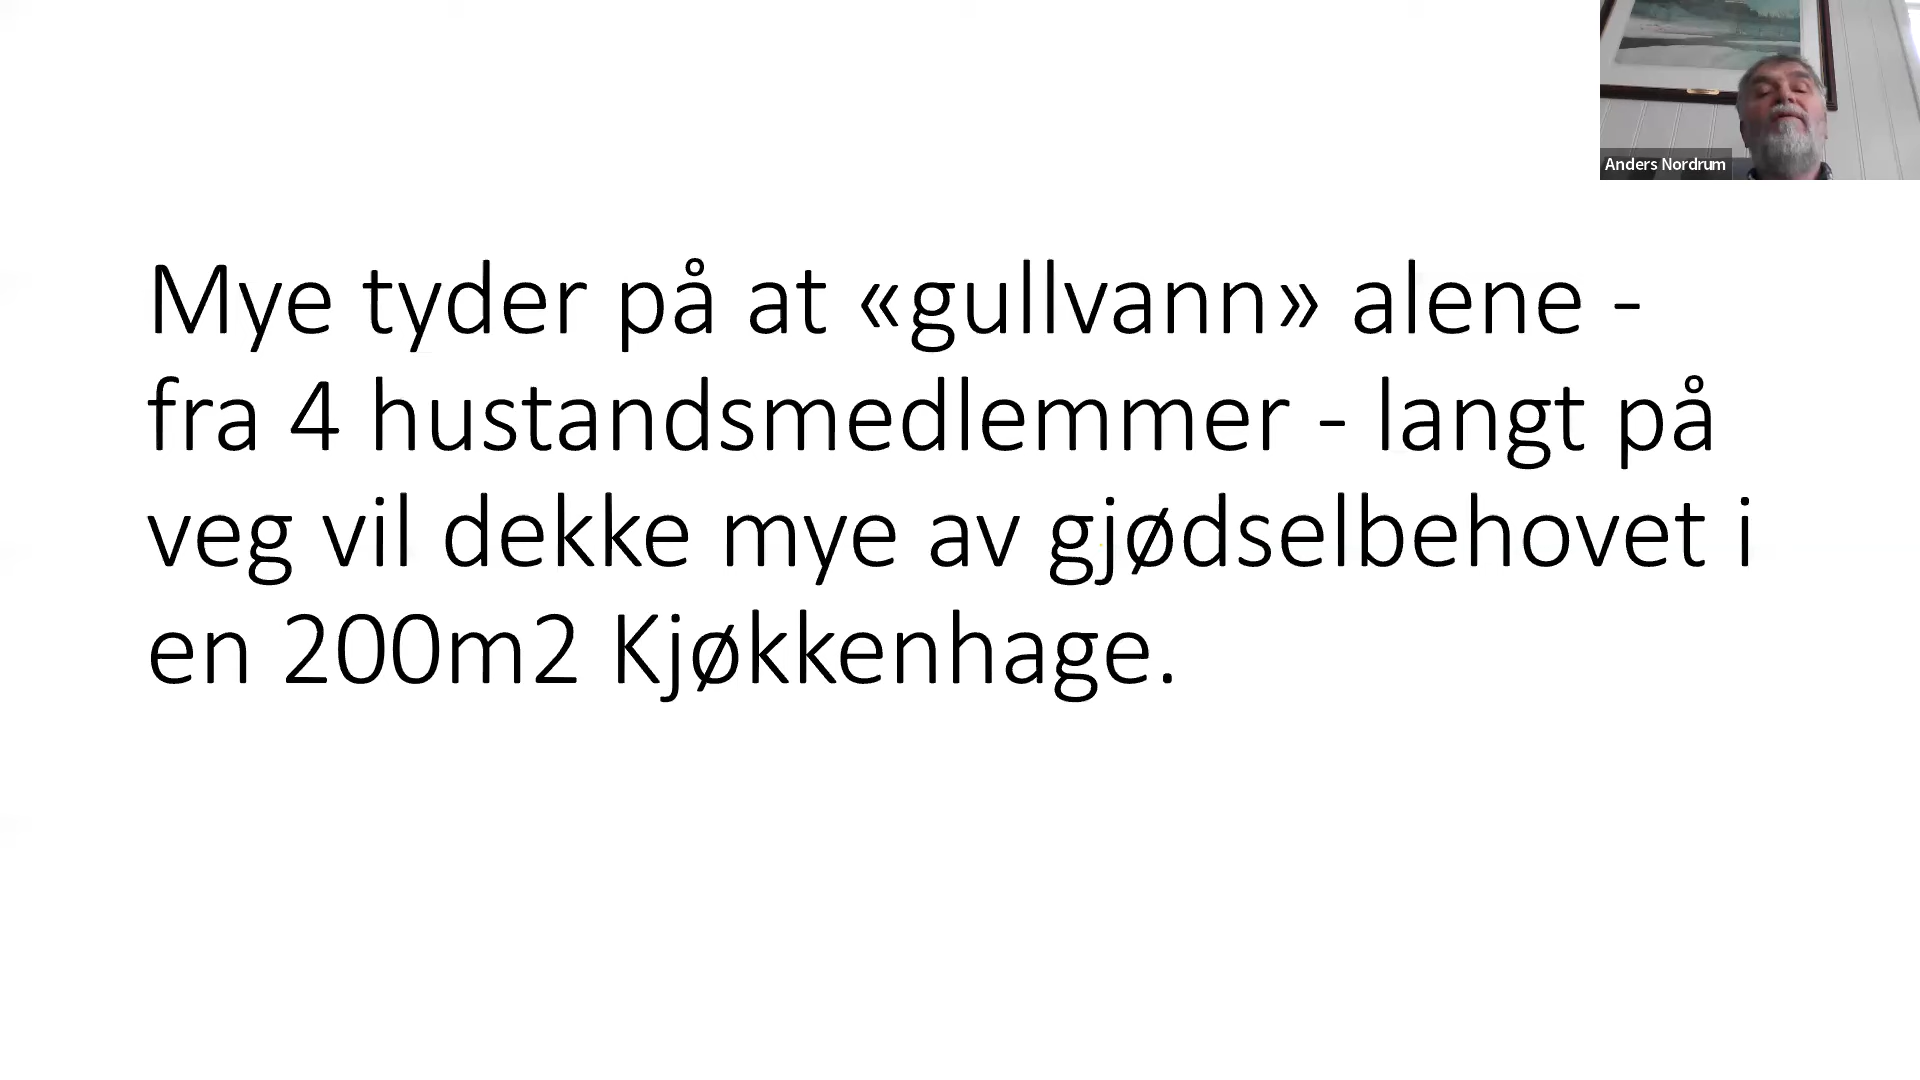 Anders Nordrum
Mye tyder på at «gullvann» alene -
fra 4 hustandsmedlemmer - langt på
veg vil dekke mye av gjødselbehovet i
en 200m2 Kjøkkenhage.